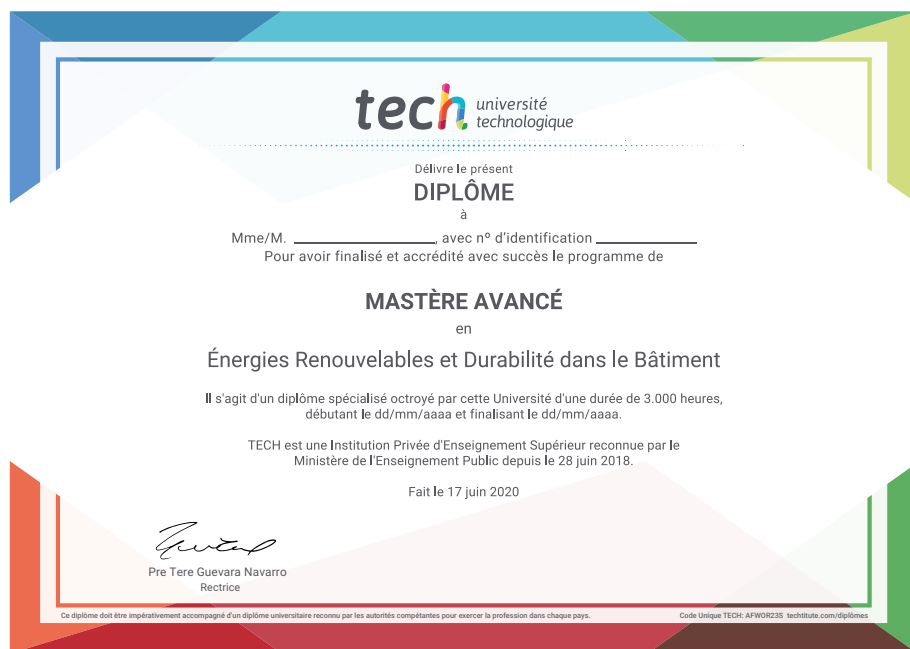 tech université
technologique
Délivre le présent
DIPLÔME
à
Mme/M. , avec nº d'identification
Pour avoir finalisé et accrédité avec succès le programme de
MASTÈRE AVANCÉ
en
Énergies Renouvelables et Durabilité dans le Bâtiment
Il s'agit d'un diplôme spécialisé octroyé par cette Université d'une durée de 3.000 heures,
débutant le dd/mm/aaaa et finalisant le dd/mm/aaaa.
TECH est une Institution Privée d'Enseignement Supérieur reconnue par le
Ministère de l'Enseignement Public depuis le 28 juin 2018.
Fait le 17 juin 2020
Pre Tere Guevara Navarro
Rectrice
Ce diplôme doit être impérativement accompagné d'un diplôme universitaire reconnu par les autorités compétantes pour exercer la profession dans chaque pays. Code Unique TECH: AFWOR23S techtitute.com/diplômes